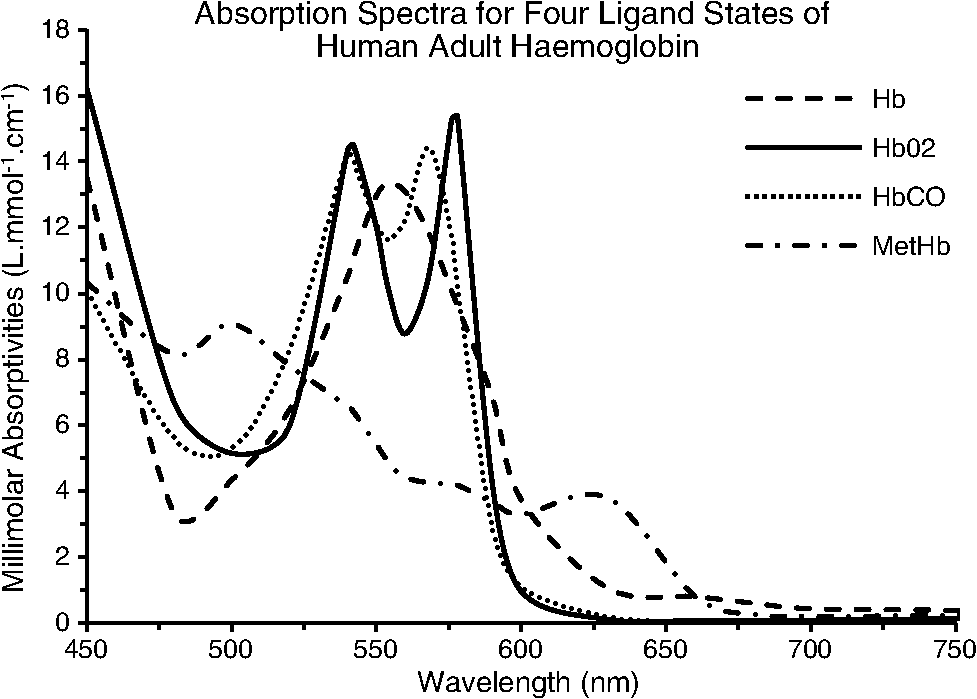 Absorption Spectra for Four Ligand States of
Human Adult Haemoglobin
Millimolar Absorptivities (L.mmol⁻¹.cm⁻¹)
18
16
14
12
10
8
6
4
2
0
Hb
Hb02
HbCO
MetHb
450 500 550 600 650 700 750
Wavelength (nm)